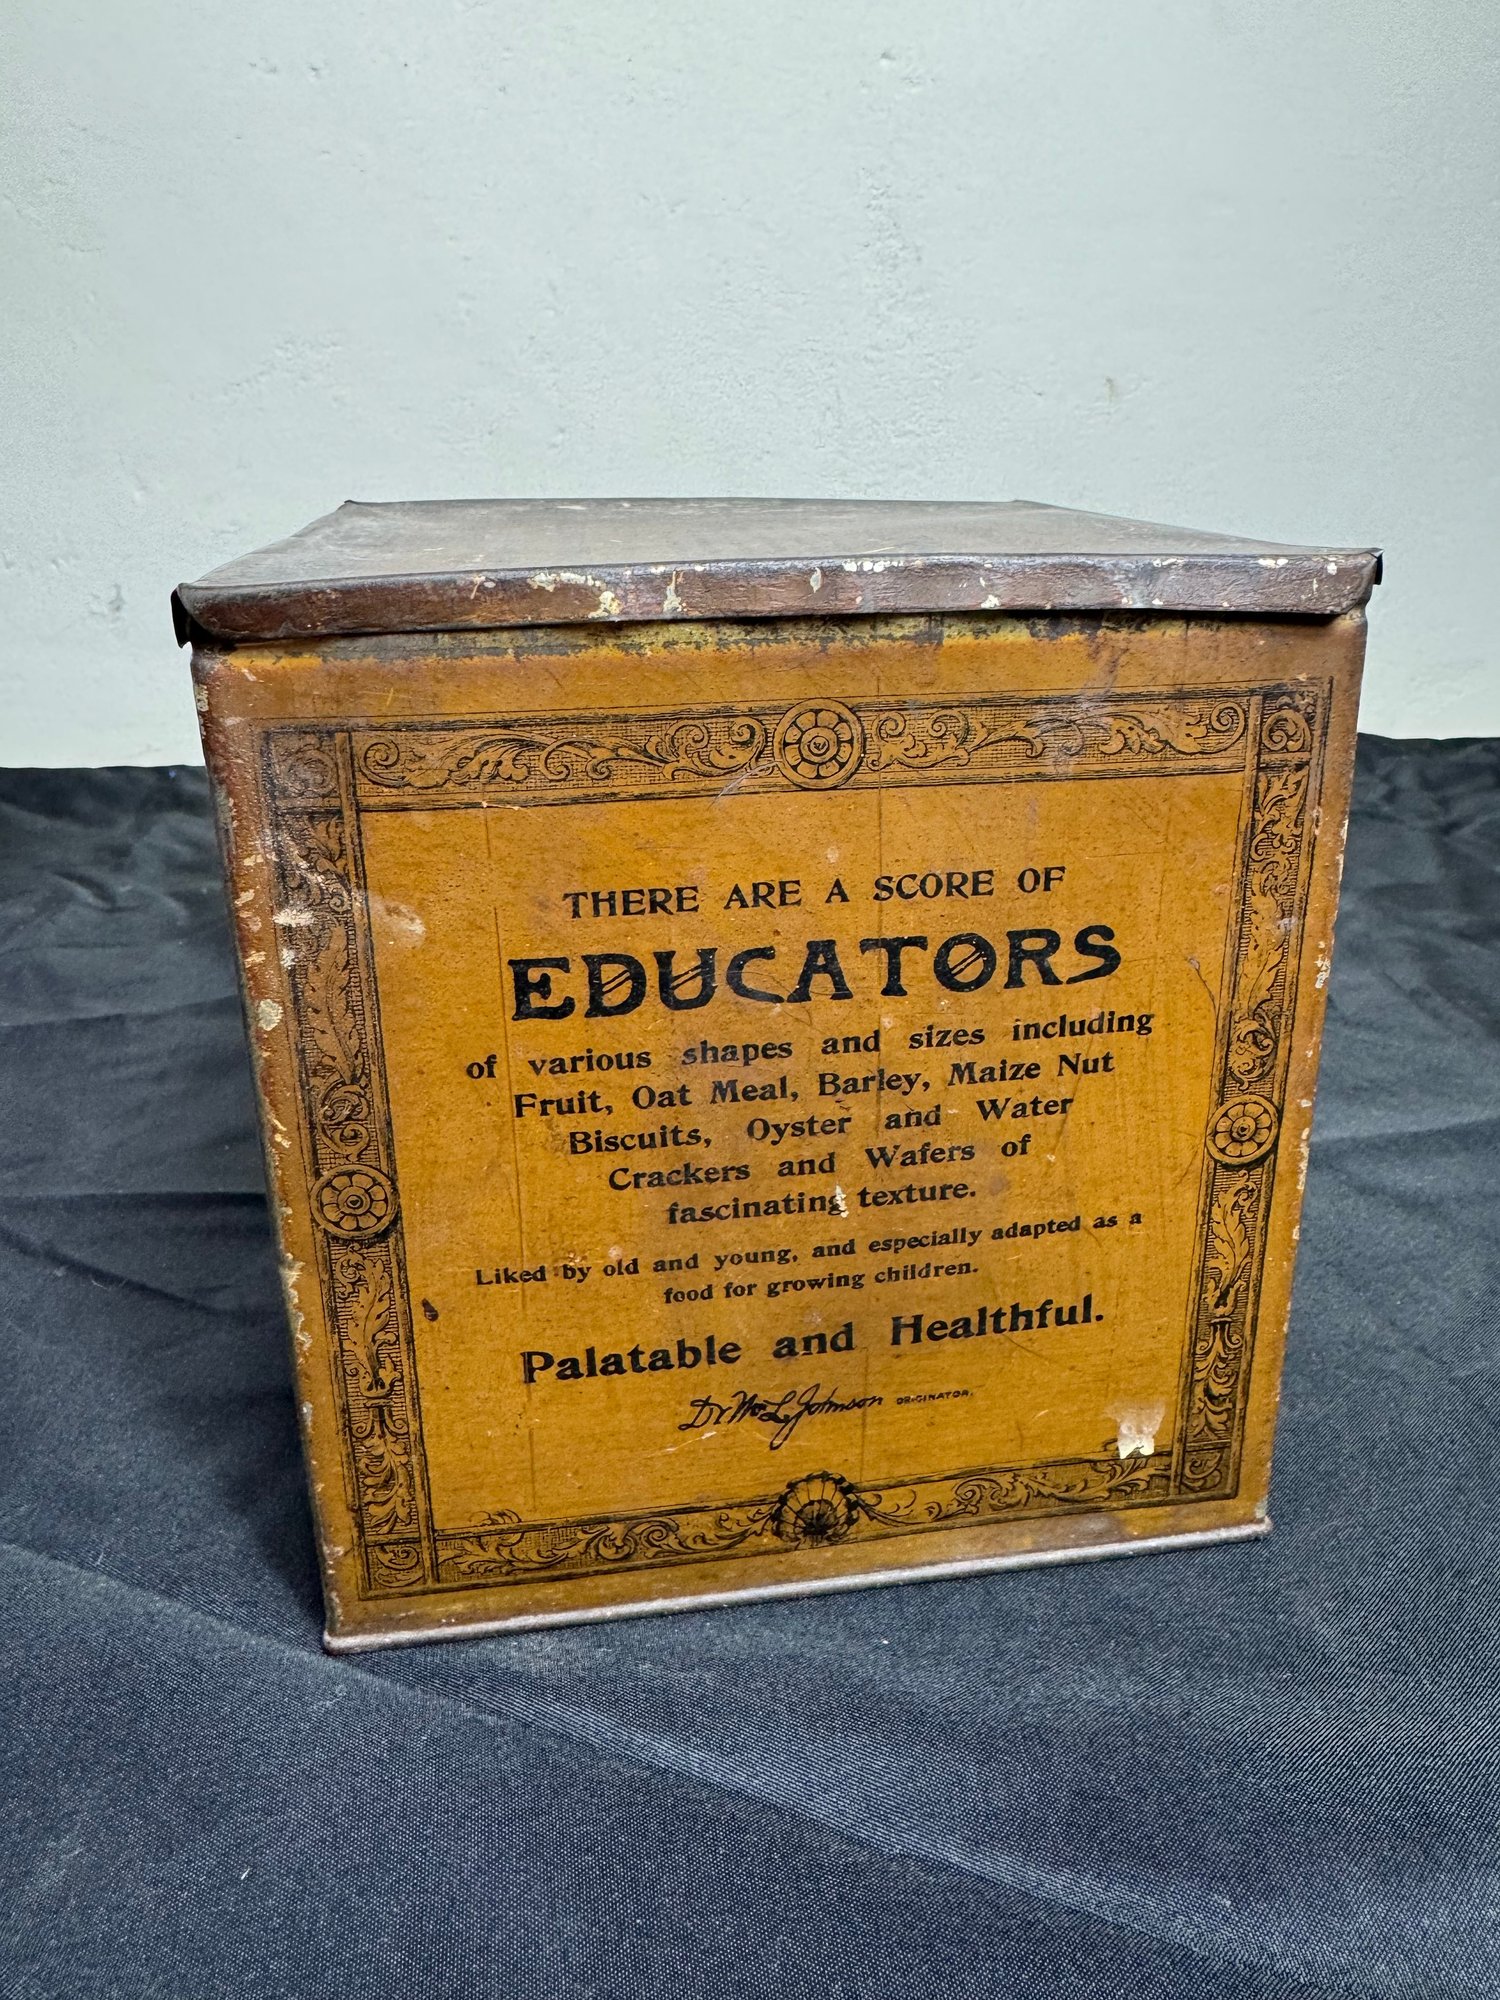 THERE ARE A SCORE OF
EDUCATORS
of various shapes and sizes including
Fruit, Oat Meal, Barley, Maize Nut
Biscuits, Oyster and Water
Crackers and Wafers of
fascinating texture.
Liked by old and young, and especially adapted as a
food for growing children.
Palatable and Healthful.
Dr Wm L Johnson ORIGINATOR.